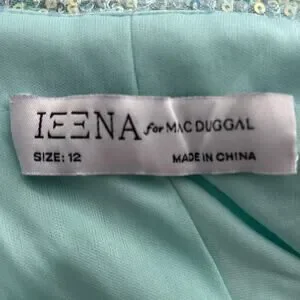 IEENA for MAC DUGGAL
SIZE: 12 MADE IN CHINA